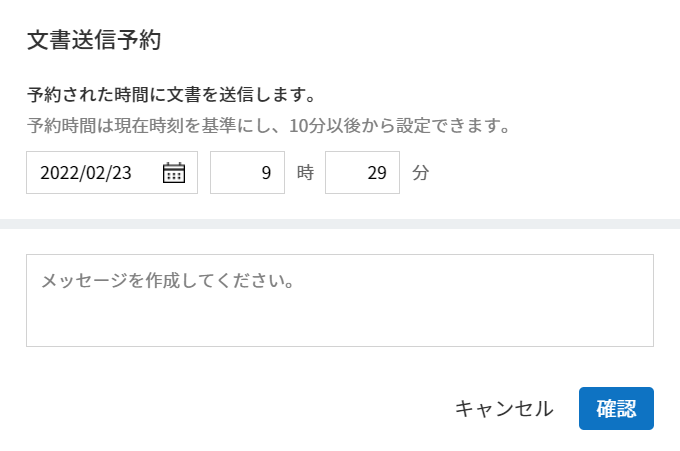 文書送信予約
予約された時間に文書を送信します。
予約時間は現在時刻を基準にし、10分以後から設定できます。
2022/02/23 9 時 29 分
メッセージを作成してください。
キャンセル 確認